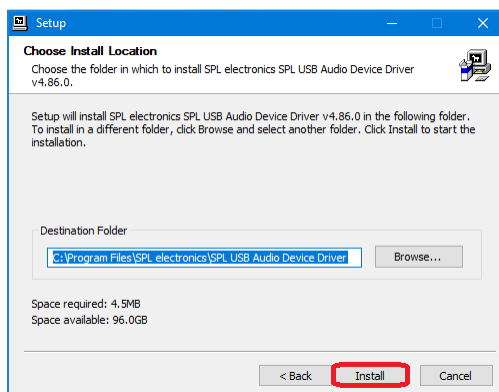 Setup
Choose Install Location
Choose the folder in which to install SPL electronics SPL USB Audio Device Driver
v4.86.0.
Setup will install SPL electronics SPL USB Audio Device Driver v4.86.0 in the following folder.
To install in a different folder, click Browse and select another folder. Click Install to start the
installation.
Destination Folder
C:\Program Files\SPL electronics\SPL USB Audio Device Driver
Browse...
Space required: 4.5MB
Space available: 96.0GB
< Back Install Cancel